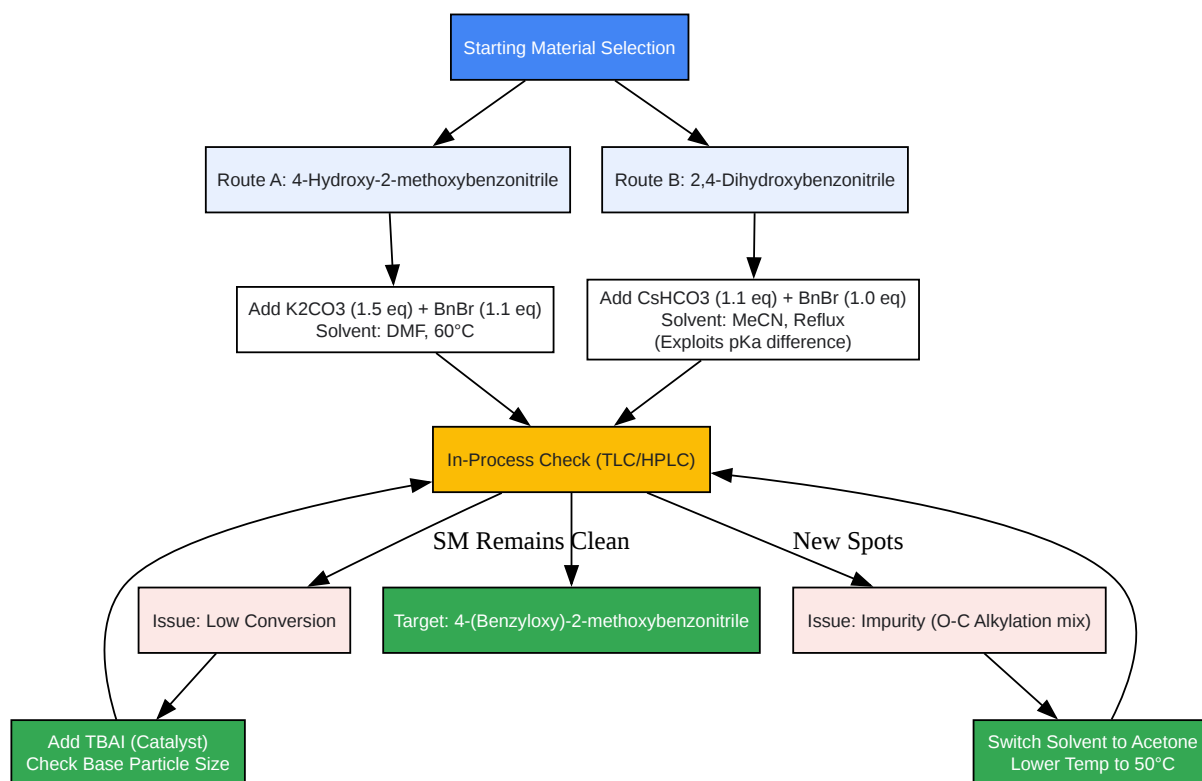 Starting Material Selection
Route A: 4-Hydroxy-2-methoxybenzonitrile
Route B: 2,4-Dihydroxybenzonitrile
Add K2CO3 (1.5 eq) + BnBr (1.1 eq)
Solvent: DMF, 60°C
Add CsHCO3 (1.1 eq) + BnBr (1.0 eq)
Solvent: MeCN, Reflux
(Exploits pKa difference)
In-Process Check (TLC/HPLC)
SM Remains
Clean
New Spots
Issue: Low Conversion
Target: 4-(Benzyloxy)-2-methoxybenzonitrile
Issue: Impurity (O-C Alkylation mix)
Add TBAI (Catalyst)
Check Base Particle Size
Switch Solvent to Acetone
Lower Temp to 50°C